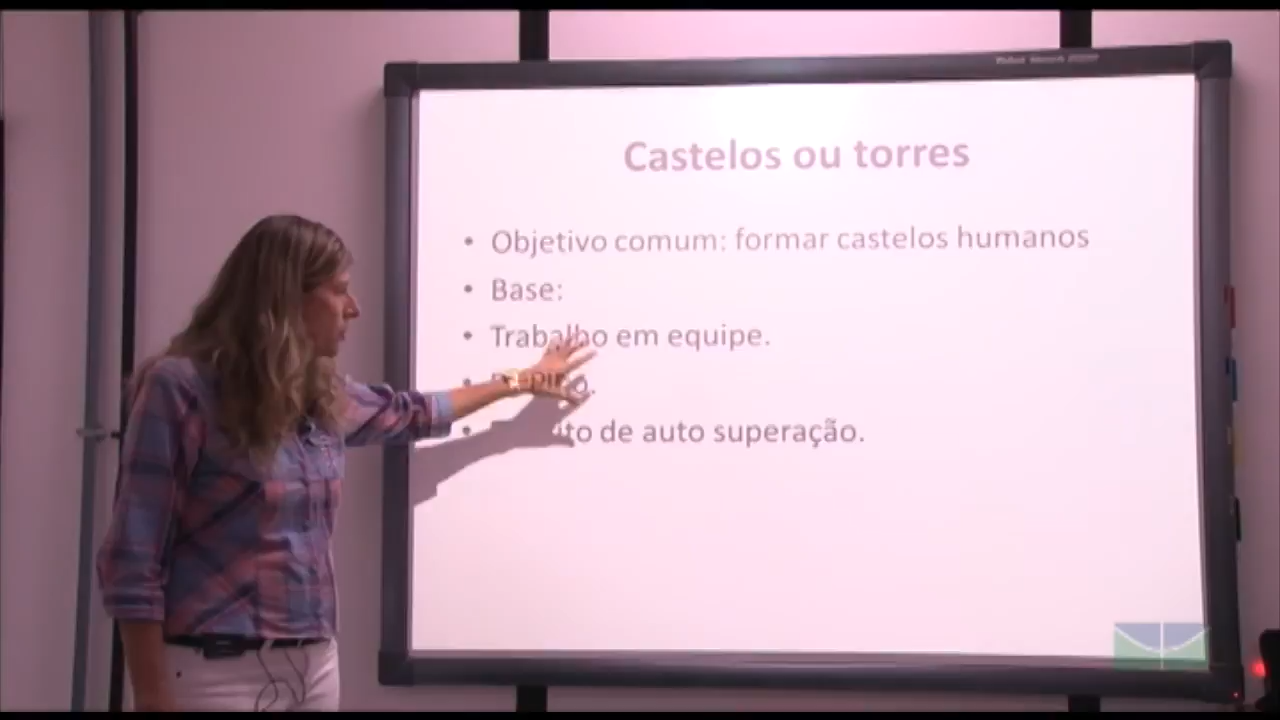 Castelos ou torres
• Objetivo comum: formar castelos humanos
• Base:
• Trabalho em equipe.
•
• de auto superação.